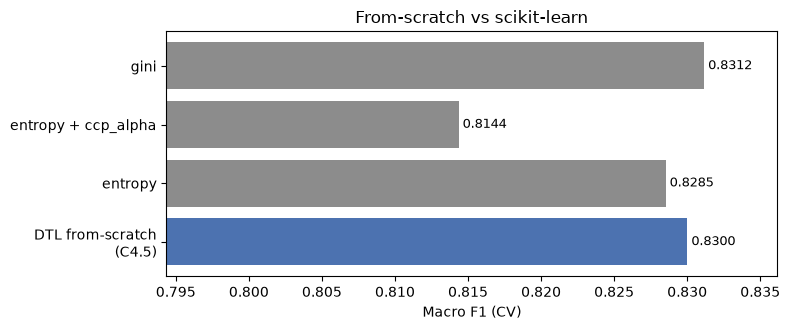 From-scratch vs scikit-learn
gini
0.8312
entropy + ccp_alpha
0.8144
entropy
0.8285
DTL from-scratch
(C4.5)
0.8300
0.795 0.800 0.805 0.810 0.815 0.820 0.825 0.830 0.835
Macro F1 (CV)